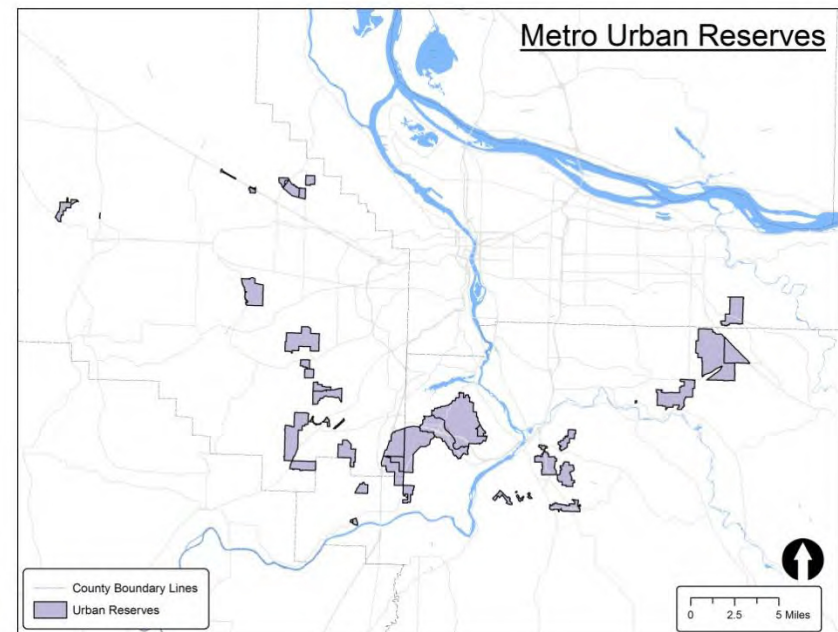 Metro Urban Reserves
County Boundary Lines
Urban Reserves
0 2.5 5 Miles